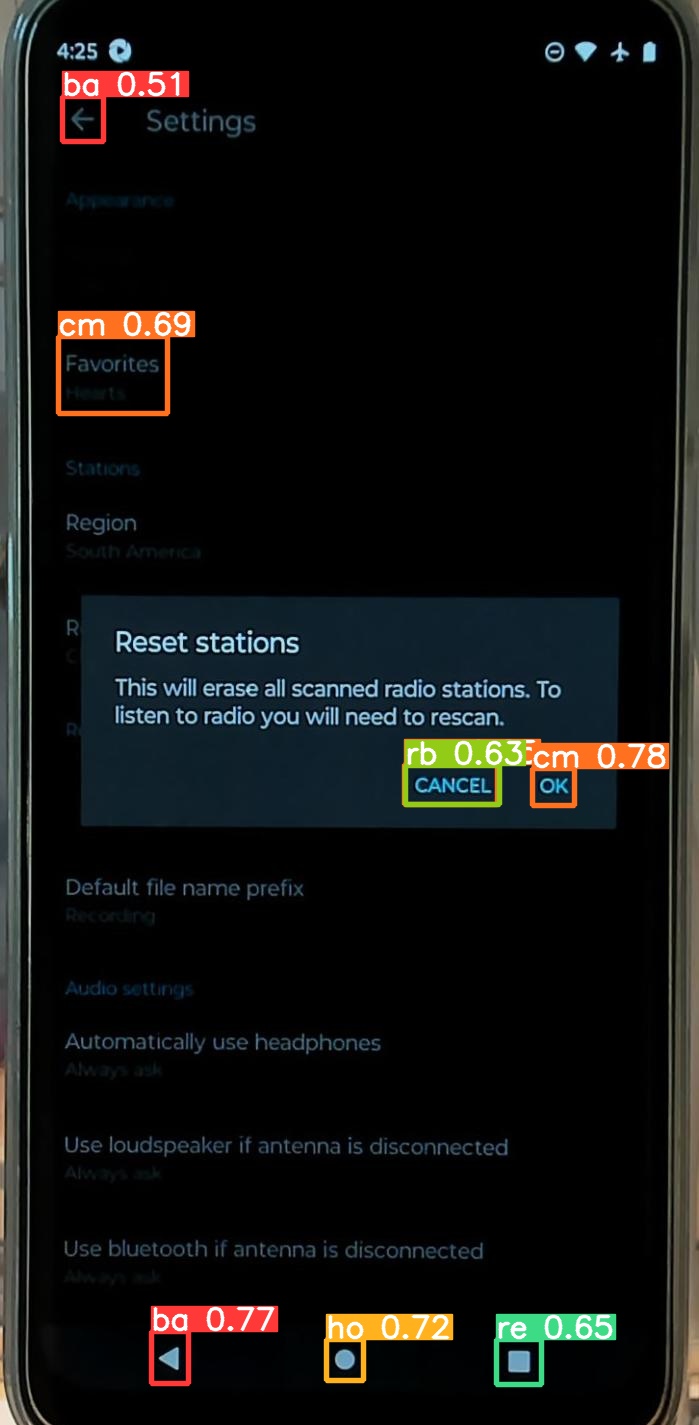 4:25
ba 0.51
Settings
Appearance
cm 0.69
Favorites
Hearts
Stations
Region
South America
R
Reset stations
This will erase all scanned radio stations. To
listen to radio you will need to rescan.
rb 0.63
cm 0.78
CANCEL OK
Default file name prefix
Recording
Audio settings
Automatically use headphones
Always ask
Use loudspeaker if antenna is disconnected
Always ask
Use bluetooth if antenna is disconnected
Always ask
ba 0.77 ho 0.72 re 0.65